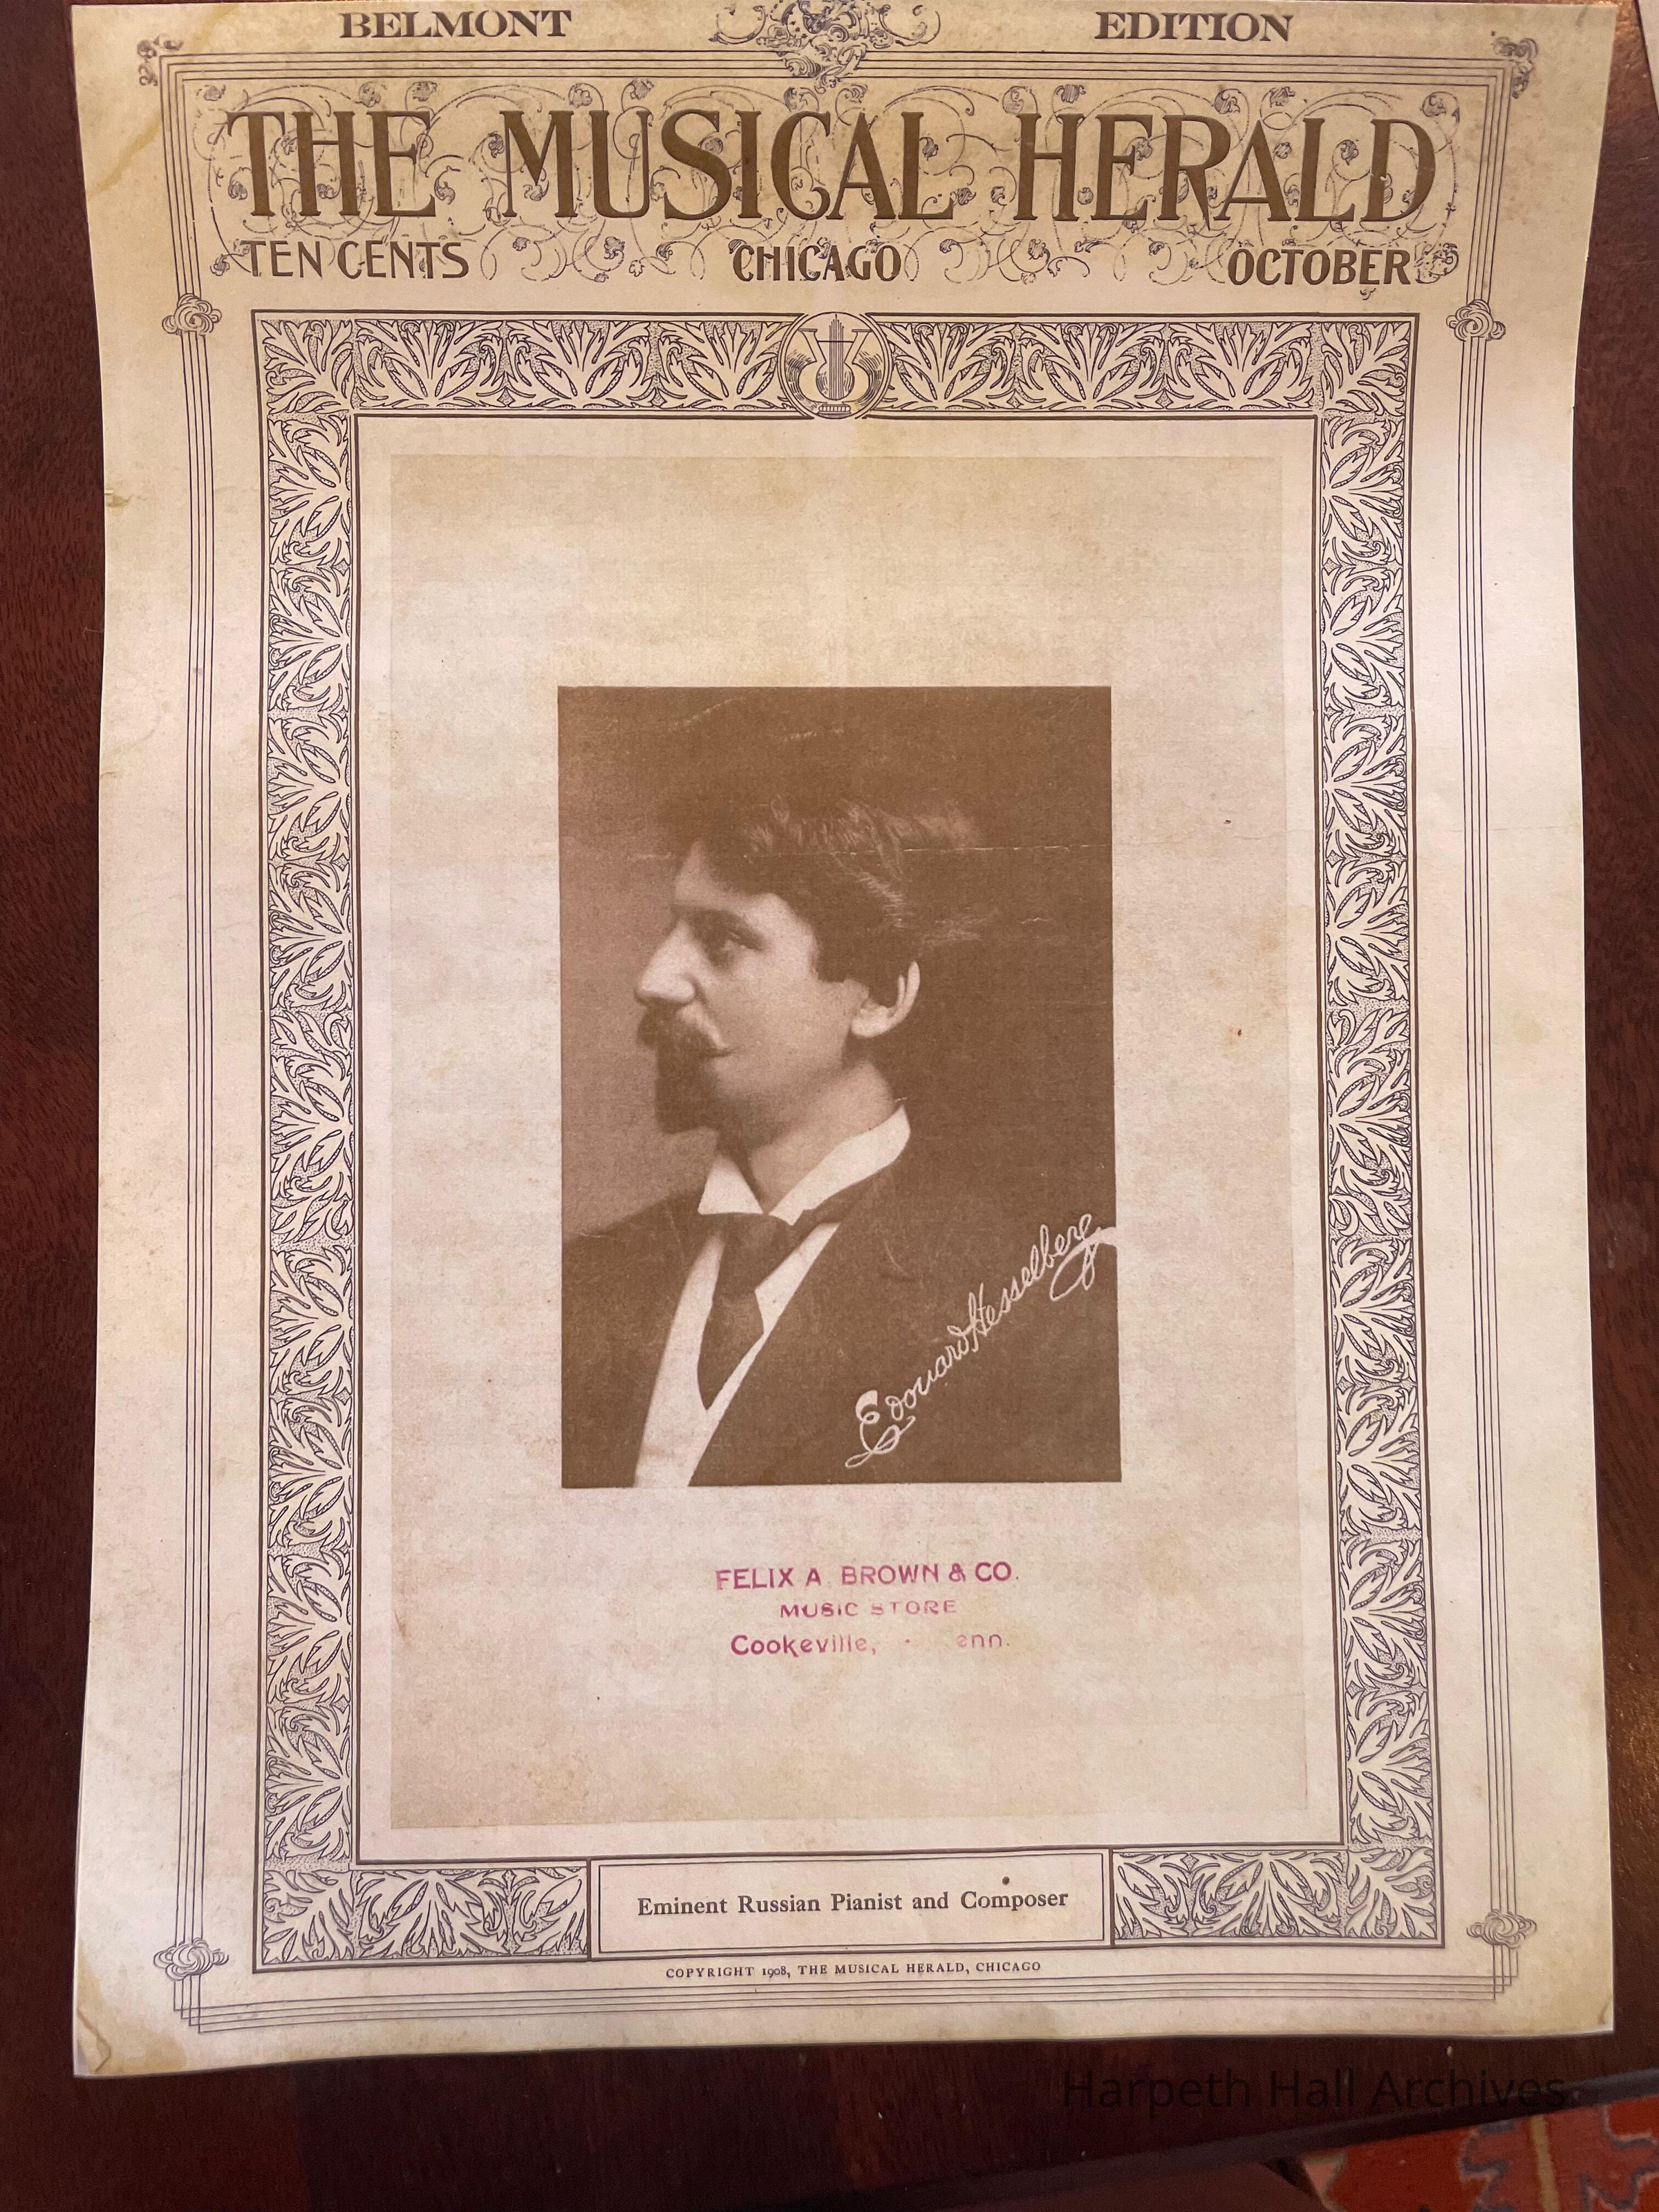 BELMONT EDITION
THE MUSICAL HERALD
TEN CENTS CHICAGO OCTOBER
Edouard Hesselberg
FELIX A. BROWN & CO.
MUSIC STORE
Cookeville, enn.
Eminent Russian Pianist and Composer
COPYRIGHT 1908, THE MUSICAL HERALD, CHICAGO
Harpeth Hall Archives